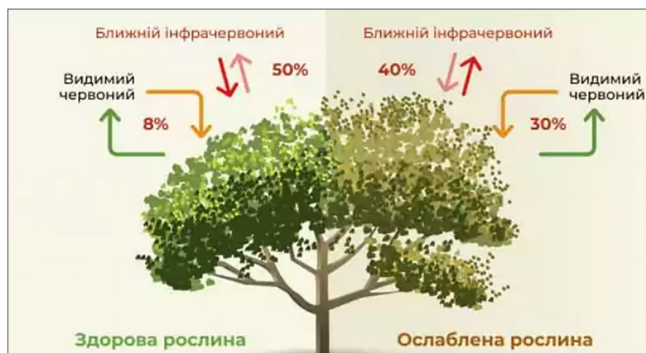 Ближній інфрачервоний
50%
Видимий
червоний
8%
Здорова рослина
Ближній інфрачервоний
40%
Видимий
червоний
30%
Ослаблена рослина